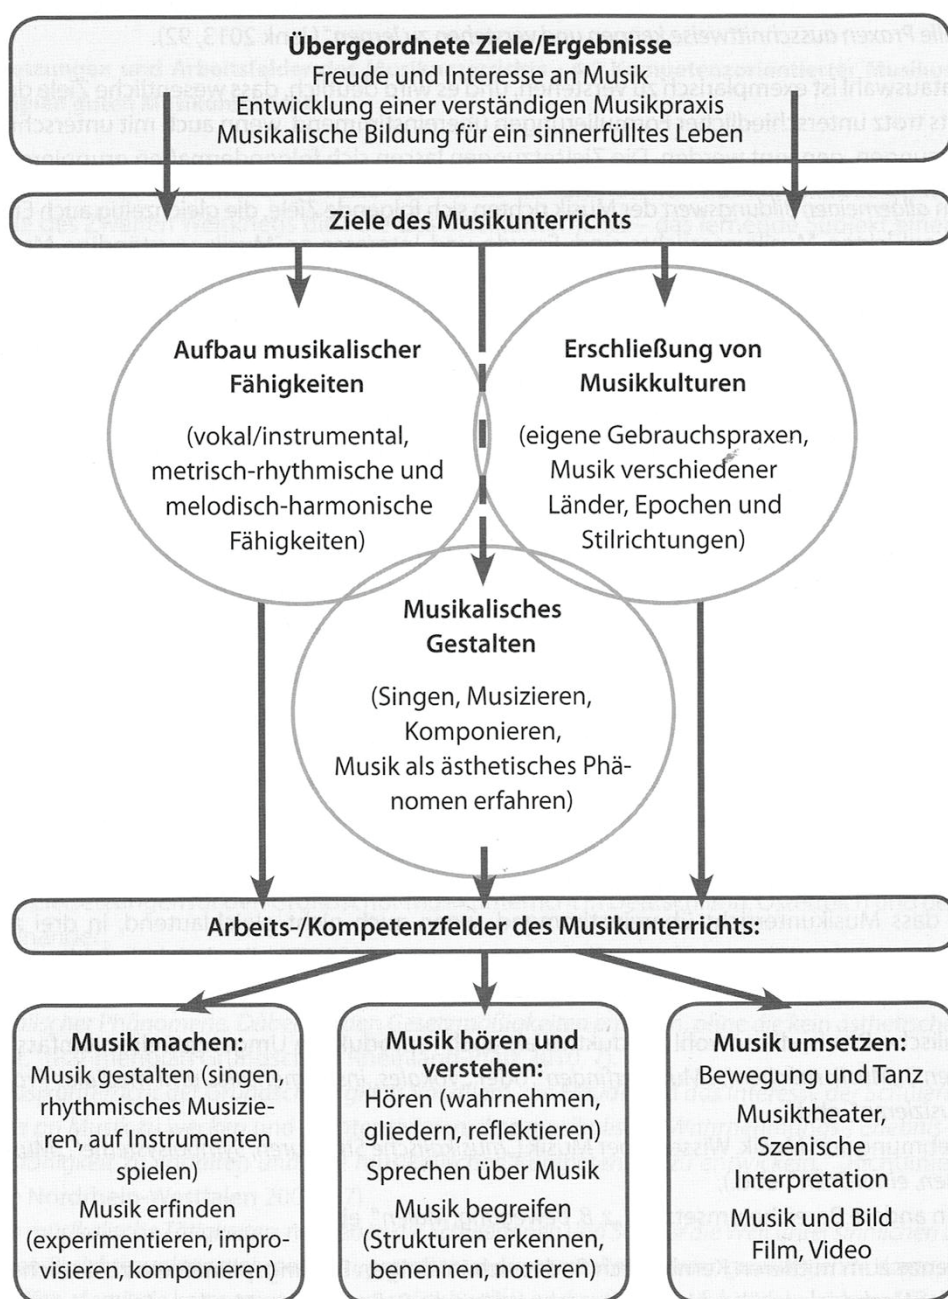 Übergeordnete Ziele/Ergebnisse
Freude und Interesse an Musik
Entwicklung einer verständigen Musikpraxis
Musikalische Bildung für ein sinnerfülltes Leben
Ziele des Musikunterrichts
Aufbau musikalischer
Fähigkeiten
(vokal/instrumental,
metrisch-rhythmische und
melodisch-harmonische
Fähigkeiten)
Erschließung von
Musikkulturen
(eigene Gebrauchspraxen,
Musik verschiedener
Länder, Epochen und
Stilrichtungen)
Musikalisches
Gestalten
(Singen, Musizieren,
Komponieren,
Musik als ästhetisches Phä-
nomen erfahren)
Arbeits-/Kompetenzfelder des Musikunterrichts:
Musik machen:
Musik gestalten (singen,
rhythmisches Musizie-
ren, auf Instrumenten
spielen)
Musik erfinden
(experimentieren, impro-
visieren, komponieren)
Musik hören und
verstehen:
Hören (wahrnehmen,
gliedern, reflektieren)
Sprechen über Musik
Musik begreifen
(Strukturen erkennen,
benennen, notieren)
Musik umsetzen:
Bewegung und Tanz
Musiktheater,
Szenische
Interpretation
Musik und Bild
Film, Video